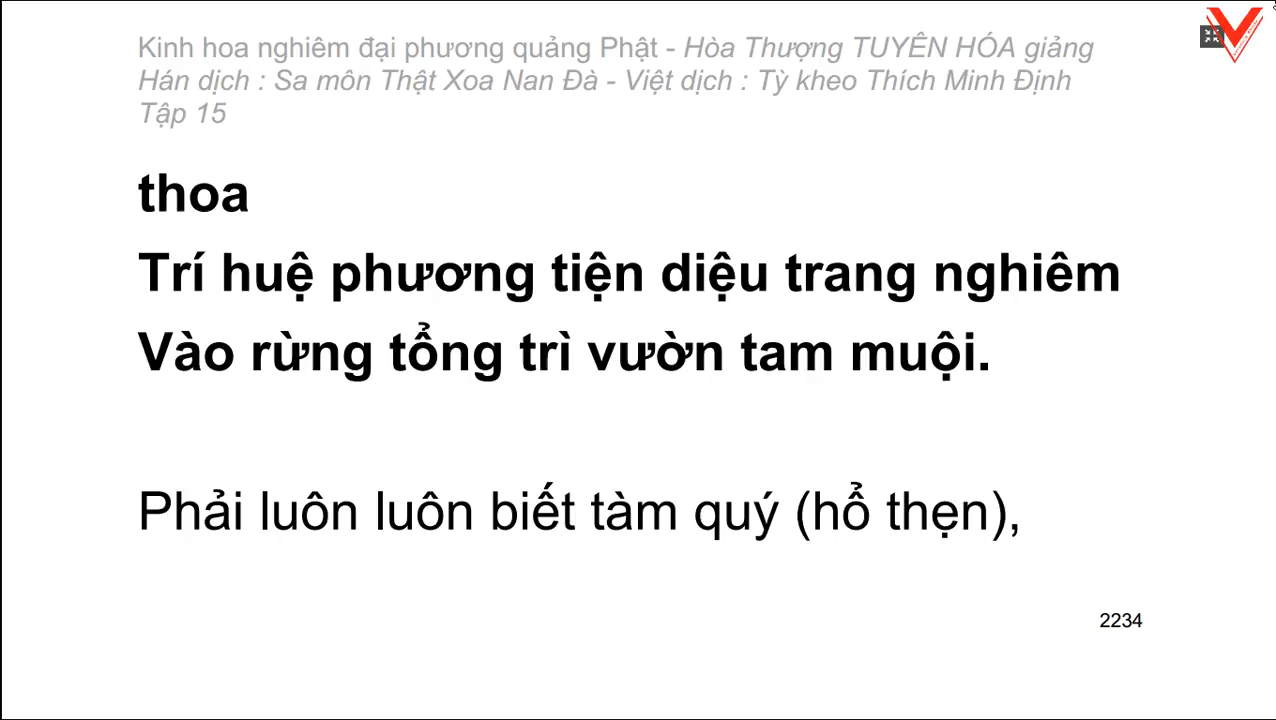 Kinh hoa nghiêm đại phương quảng Phật - Hòa Thượng TUYÊN HÓA giảng
Hán dịch : Sa môn Thật Xoa Nan Đà - Việt dịch : Tỳ kheo Thích Minh Định
Tập 15
thoa
Trí huệ phương tiện diệu trang nghiêm
Vào rừng tổng trì vườn tam muội.
Phải luôn luôn biết tàm quý (hổ thẹn),
2234